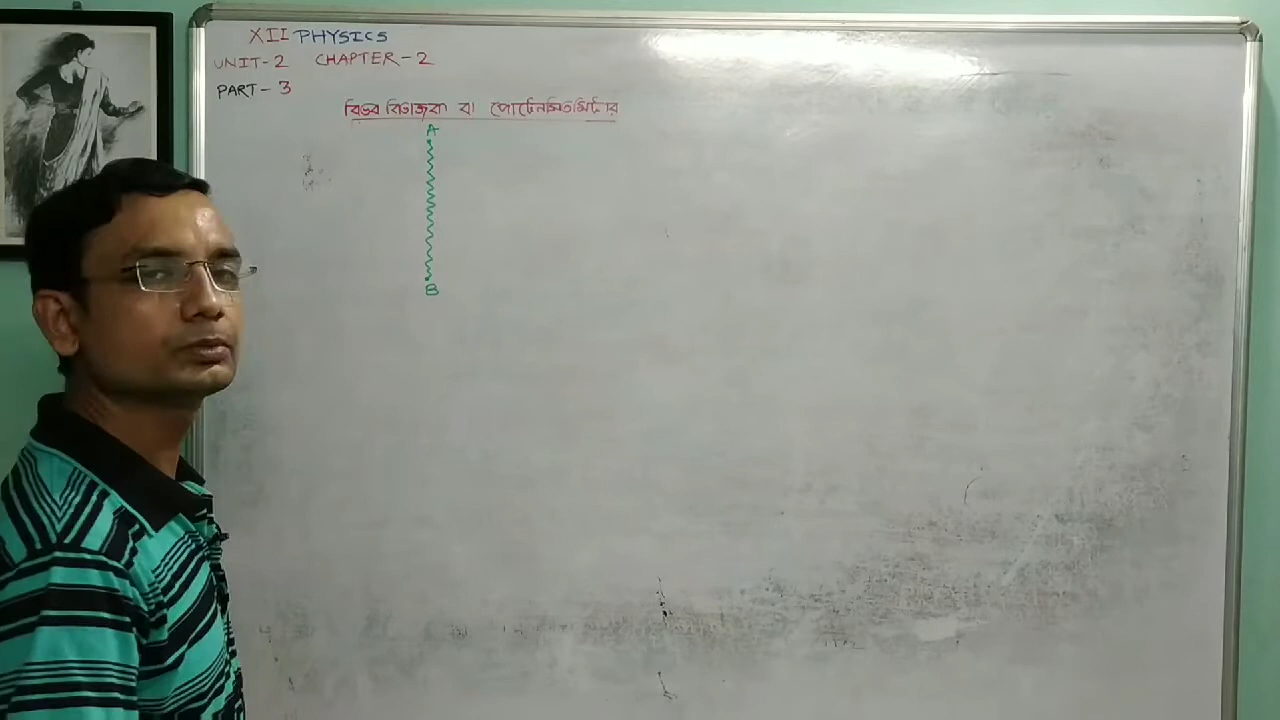 XII PHYSICS
UNIT-2 CHAPTER-2
PART-3
বিভব বিভাজক বা পোটেনসিওমিটার
A
B